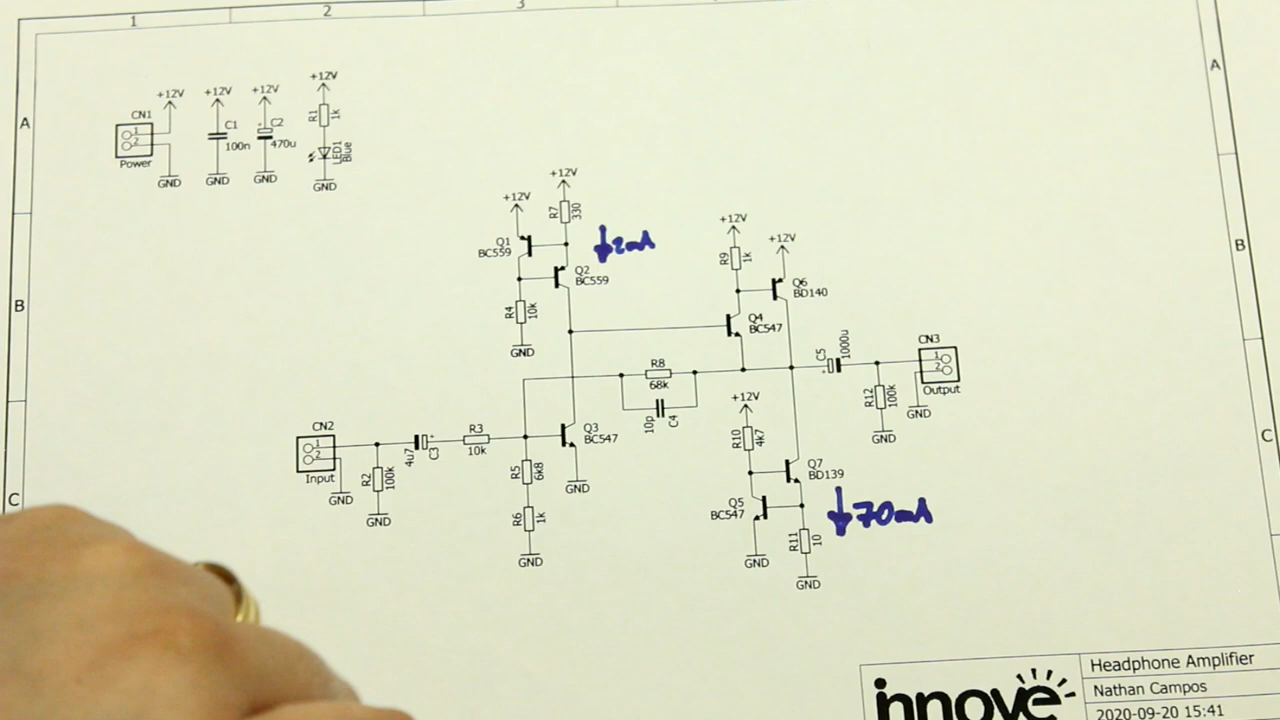 1
2
3
A
B
C
A
B
C
+12V
+12V
+12V
+12V
CN1
1
2
Power
GND
C1
100n
GND
C2
470u
GND
R1
1k
LED1
Blue
GND
+12V
+12V
R7
330
Q1
BC559
2mA
Q2
BC559
R4
10k
GND
+12V
+12V
R9
1k
Q6
BD140
Q4
BC547
R8
68k
10p
C4
C5
1000u
CN3
1
2
Output
R12
100k
GND
GND
CN2
1
2
Input
GND
R2
100k
GND
4u7
C3
R3
10k
Q3
BC547
GND
R5
6k8
R6
1k
GND
+12V
R10
4k7
Q7
BD139
Q5
BC547
70mA
R11
10
GND
GND
innove
Headphone Amplifier
Nathan Campos
2020-09-20 15:41